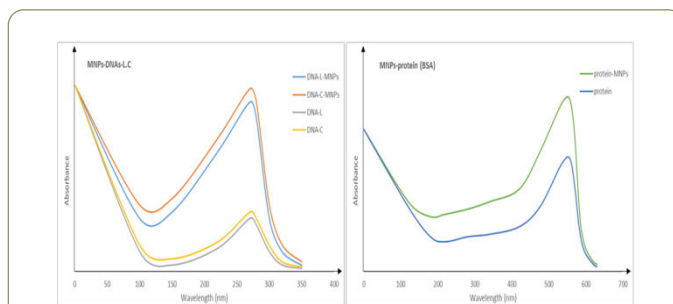 MNPs-DNAs-L.C
DNA-L-MNPs
DNA-C-MNPs
DNA-L
DNA-C
Absorbance
0 50 100 150 200 250 300 350 400
Wavelength (nm)
MNPs-protein (BSA)
protein-MNPs
protein
Absorbance
0 100 200 300 400 500 600 700
Wavelength (nm)